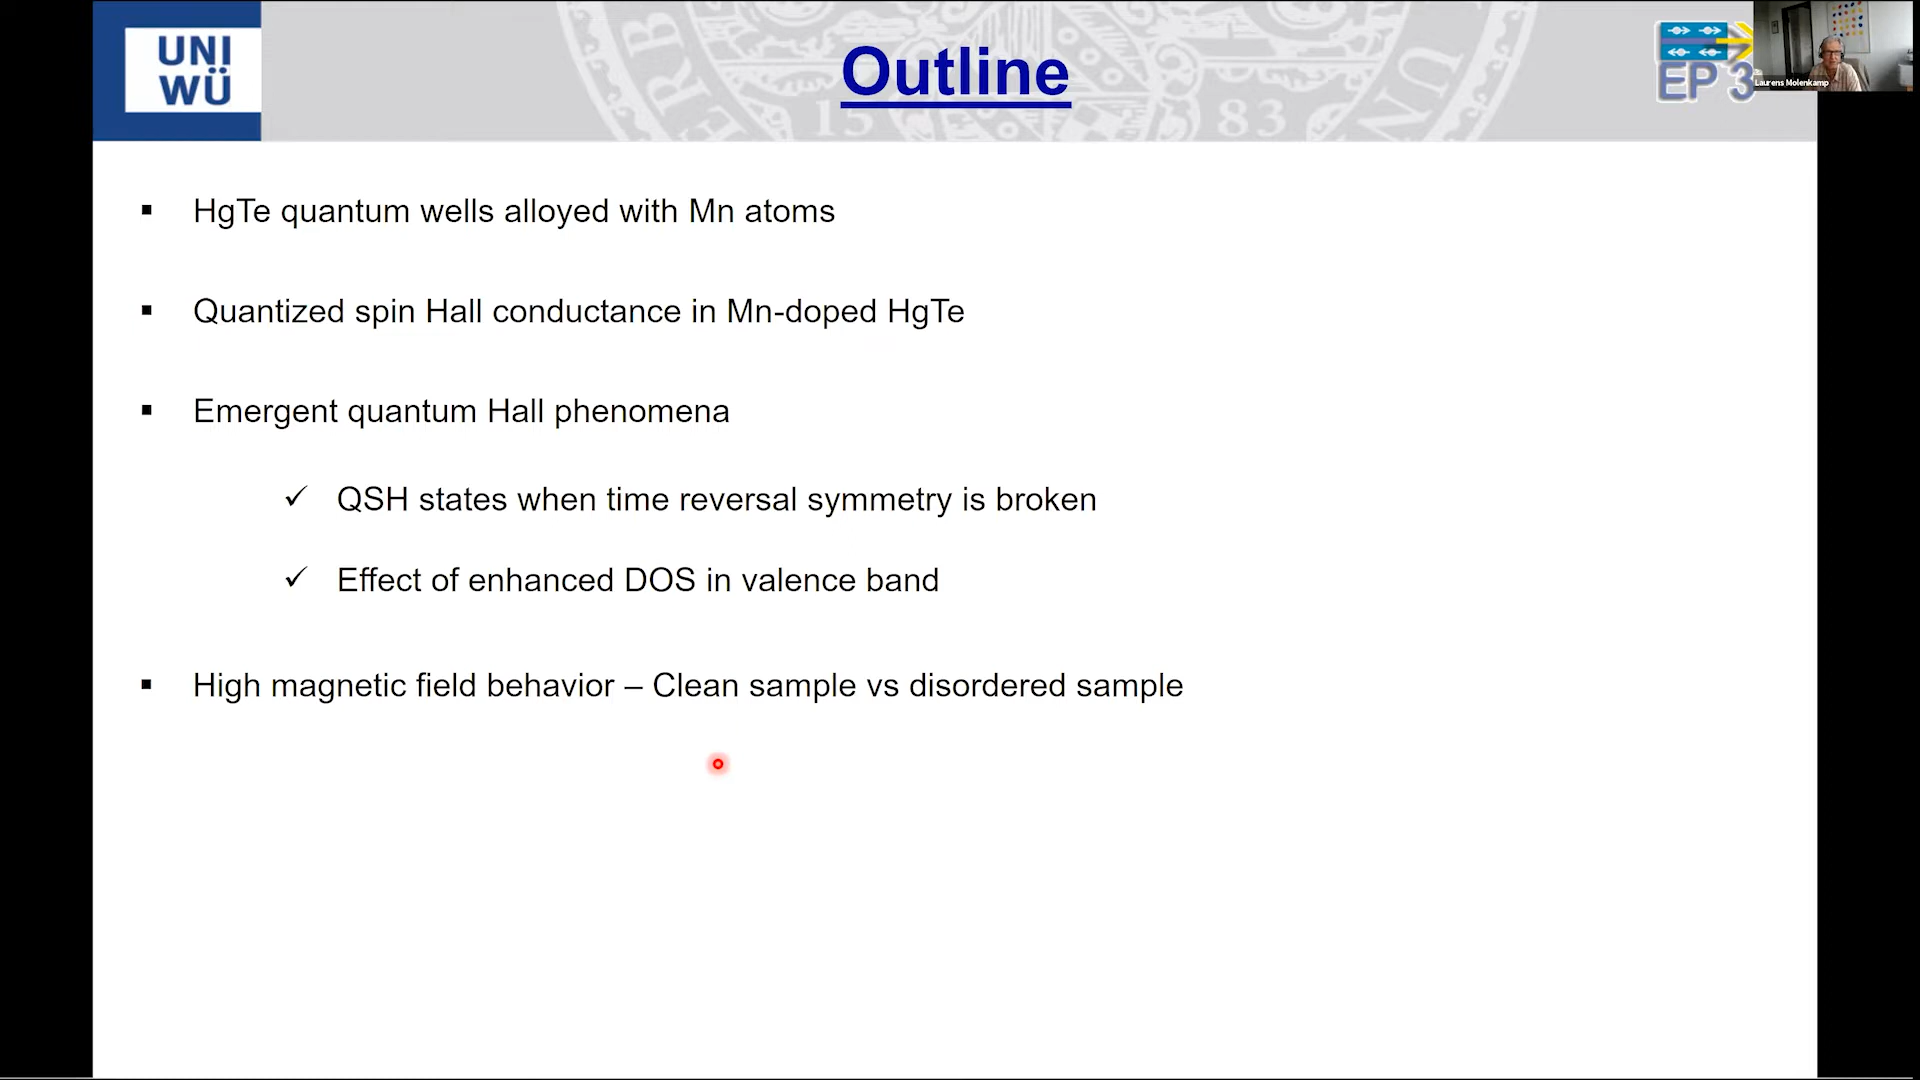 UNI
WÜ
Outline
EP 3
Laurens Molenkamp
15 83
▪ HgTe quantum wells alloyed with Mn atoms
▪ Quantized spin Hall conductance in Mn-doped HgTe
▪ Emergent quantum Hall phenomena
✓ QSH states when time reversal symmetry is broken
✓ Effect of enhanced DOS in valence band
▪ High magnetic field behavior – Clean sample vs disordered sample